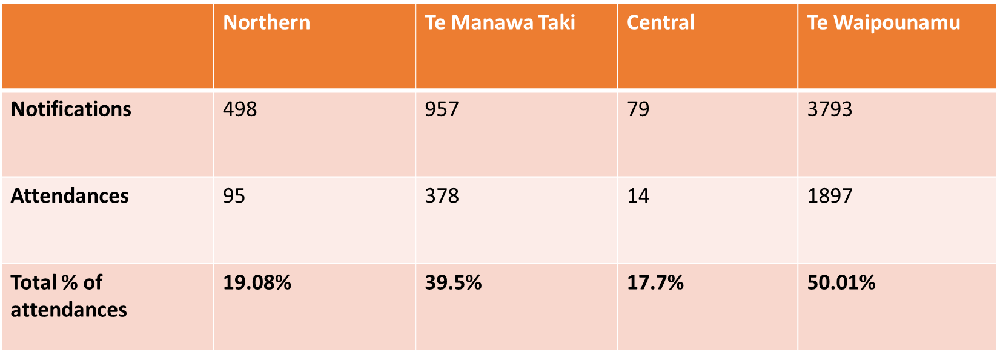 Northern Te Manawa Taki Central Te Waipounamu
Notifications 498 957 79 3793
Attendances 95 378 14 1897
Total % of 19.08% 39.5% 17.7% 50.01%
attendances